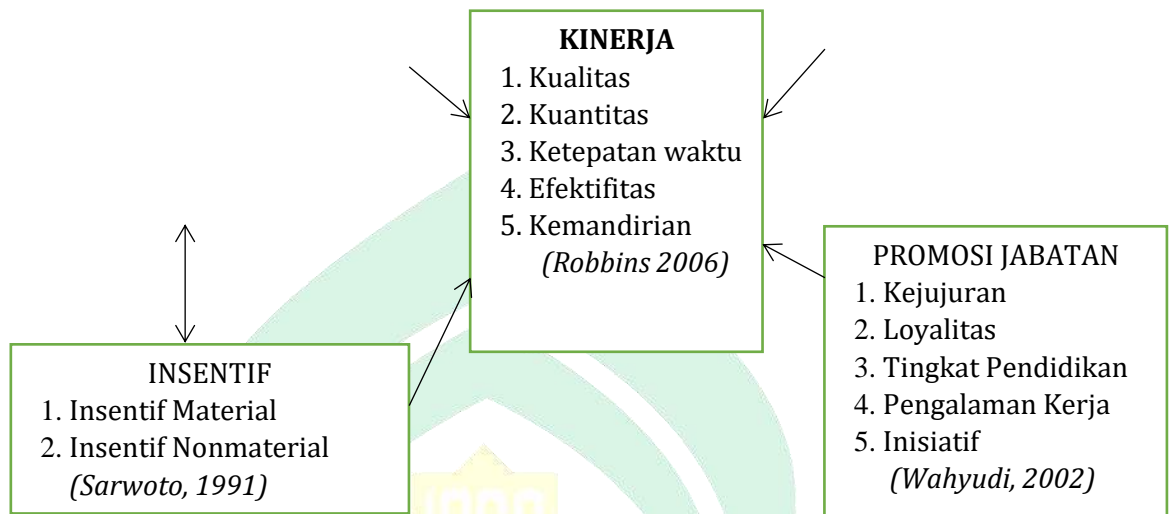 KINERJA
1. Kualitas
2. Kuantitas
3. Ketepatan waktu
4. Efektifitas
5. Kemandirian
(Robbins 2006)
INSENTIF
1. Insentif Material
2. Insentif Nonmaterial
(Sarwoto, 1991)
PROMOSI JABATAN
1. Kejujuran
2. Loyalitas
3. Tingkat Pendidikan
4. Pengalaman Kerja
5. Inisiatif
(Wahyudi, 2002)